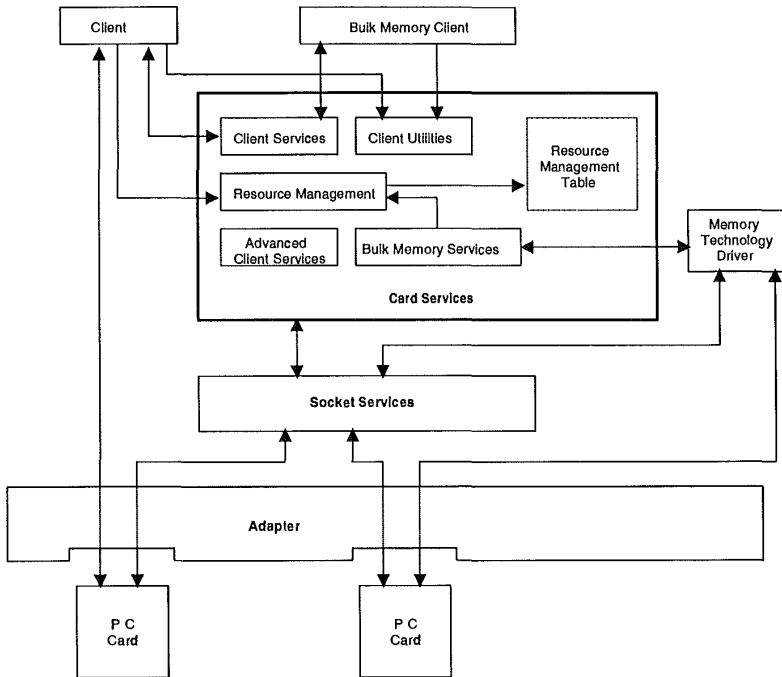 Client
Bulk Memory Client
Client Services
Client Utilities
Resource
Management
Table
Resource Management
Memory
Technology
Driver
Advanced
Client Services
Bulk Memory Services
Card Services
Socket Services
Adapter
P C
Card
P C
Card